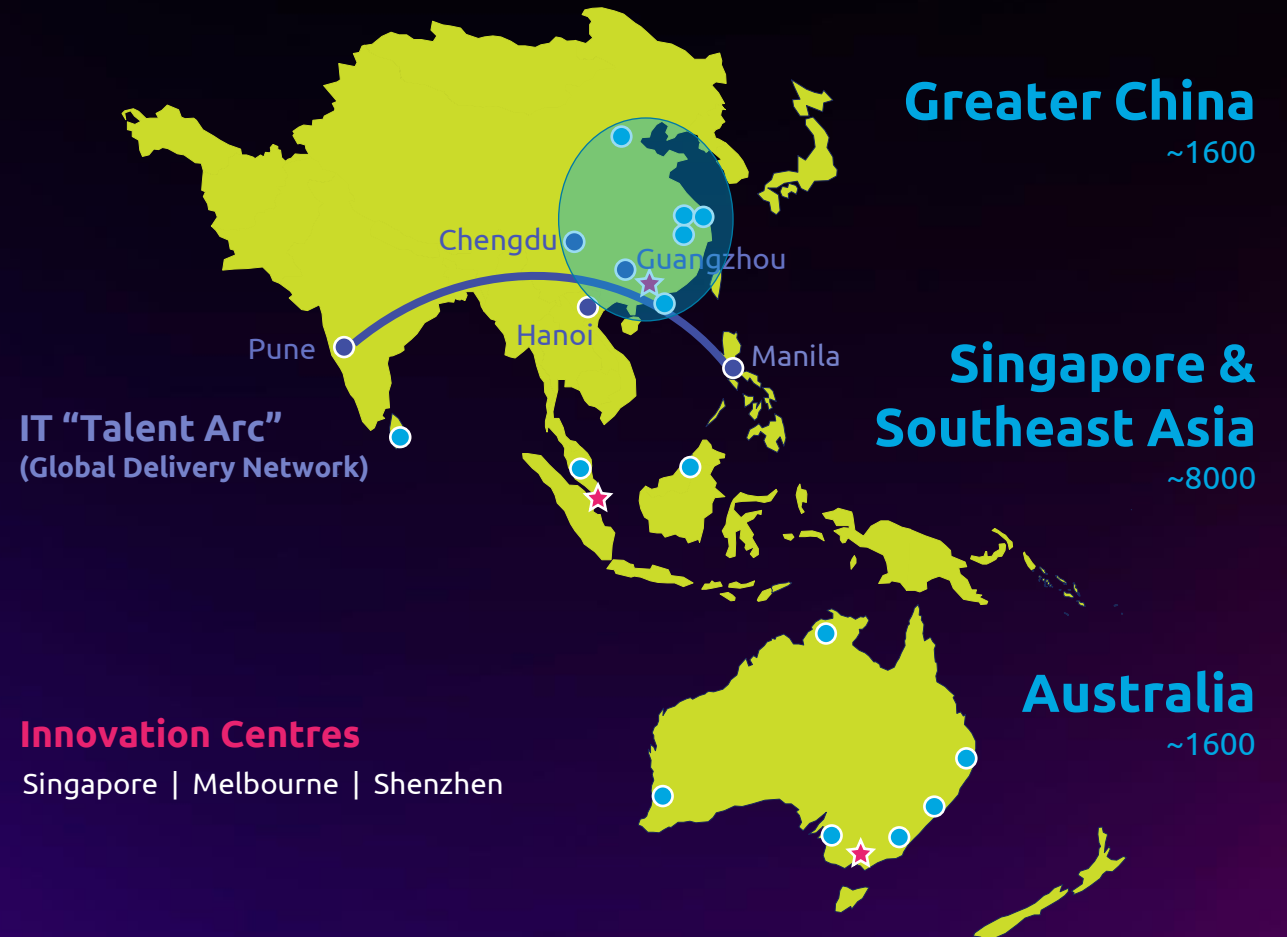 Greater China
~1600
Chengdu
Guangzhou
Hanoi
Pune
Manila
Singapore &
Southeast Asia
~8000
IT “Talent Arc”
(Global Delivery Network)
Australia
~1600
Innovation Centres
Singapore | Melbourne | Shenzhen